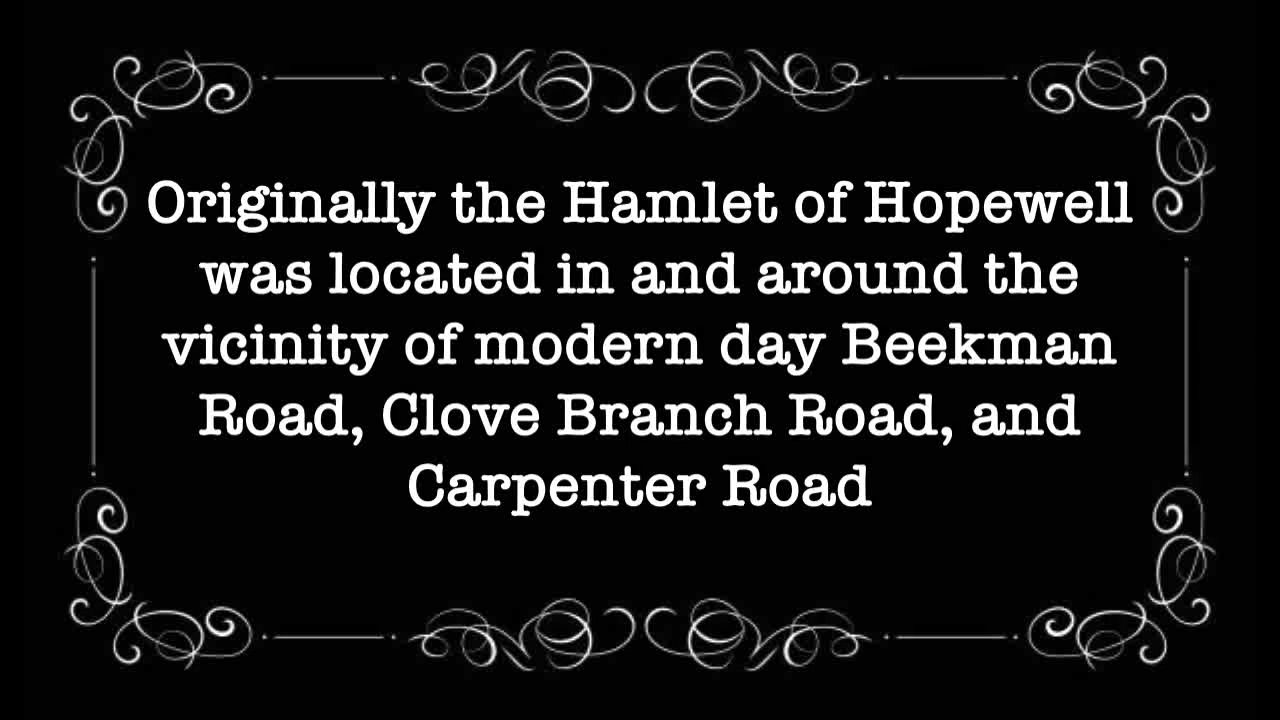 Originally the Hamlet of Hopewell
was located in and around the
vicinity of modern day Beekman
Road, Clove Branch Road, and
Carpenter Road